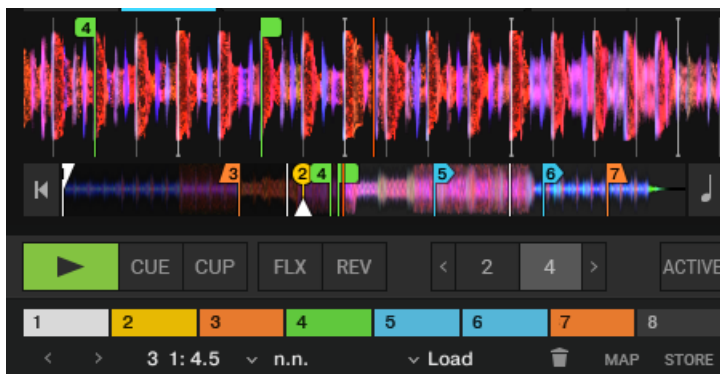 4
1 3 2 4 5 6 7
CUE CUP FLX REV < 2 4 > ACTIVE
1 2 3 4 5 6 7 8
< > 3 1: 4.5 n.n. Load MAP STORE